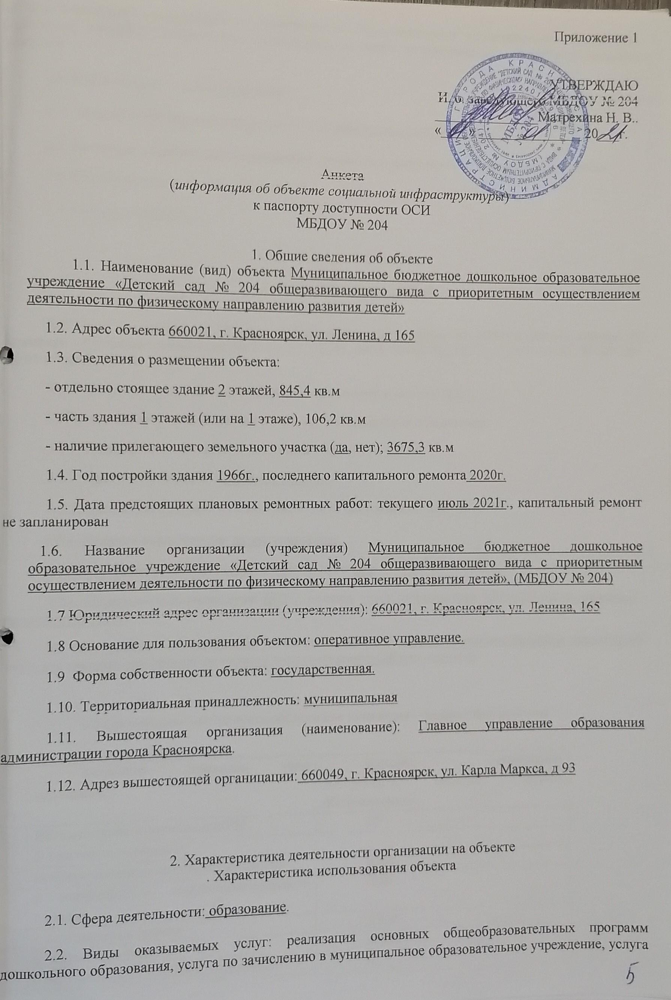 Приложение 1
УТВЕРЖДАЮ
И. о. заведующего МБДОУ № 204
Матрехина Н. В..
« » 2021г.
Анкета
(информация об объекте социальной инфраструктуры)
к паспорту доступности ОСИ
МБДОУ № 204
1. Общие сведения об объекте
1.1. Наименование (вид) объекта Муниципальное бюджетное дошкольное образовательное
учреждение «Детский сад № 204 общеразвивающего вида с приоритетным осуществлением
деятельности по физическому направлению развития детей»
1.2. Адрес объекта 660021, г. Красноярск, ул. Ленина, д 165
1.3. Сведения о размещении объекта:
- отдельно стоящее здание 2 этажей, 845,4 кв.м
- часть здания 1 этажей (или на 1 этаже), 106,2 кв.м
- наличие прилегающего земельного участка (да, нет); 3675,3 кв.м
1.4. Год постройки здания 1966г., последнего капитального ремонта 2020г.
1.5. Дата предстоящих плановых ремонтных работ: текущего июль 2021г., капитальный ремонт
не запланирован
1.6. Название организации (учреждения) Муниципальное бюджетное дошкольное
образовательное учреждение «Детский сад № 204 общеразвивающего вида с приоритетным
осуществлением деятельности по физическому направлению развития детей», (МБДОУ № 204)
1.7 Юридический адрес организации (учреждения): 660021, г. Красноярск, ул. Ленина, 165
1.8 Основание для пользования объектом: оперативное управление.
1.9 Форма собственности объекта: государственная.
1.10. Территориальная принадлежность: муниципальная
1.11. Вышестоящая организация (наименование): Главное управление образования
администрации города Красноярска.
1.12. Адрез вышестоящей органицации: 660049, г. Красноярск, ул. Карла Маркса, д 93
2. Характеристика деятельности организации на объекте
. Характеристика использования объекта
2.1. Сфера деятельности: образование.
2.2. Виды оказываемых услуг: реализация основных общеобразовательных программ
дошкольного образования, услуга по зачислению в муниципальное образовательное учреждение, услуга
5
АДМИНИСТРАЦИЯ ГОРОДА КРАСНОЯРСКА
МБДОУ
№ 204